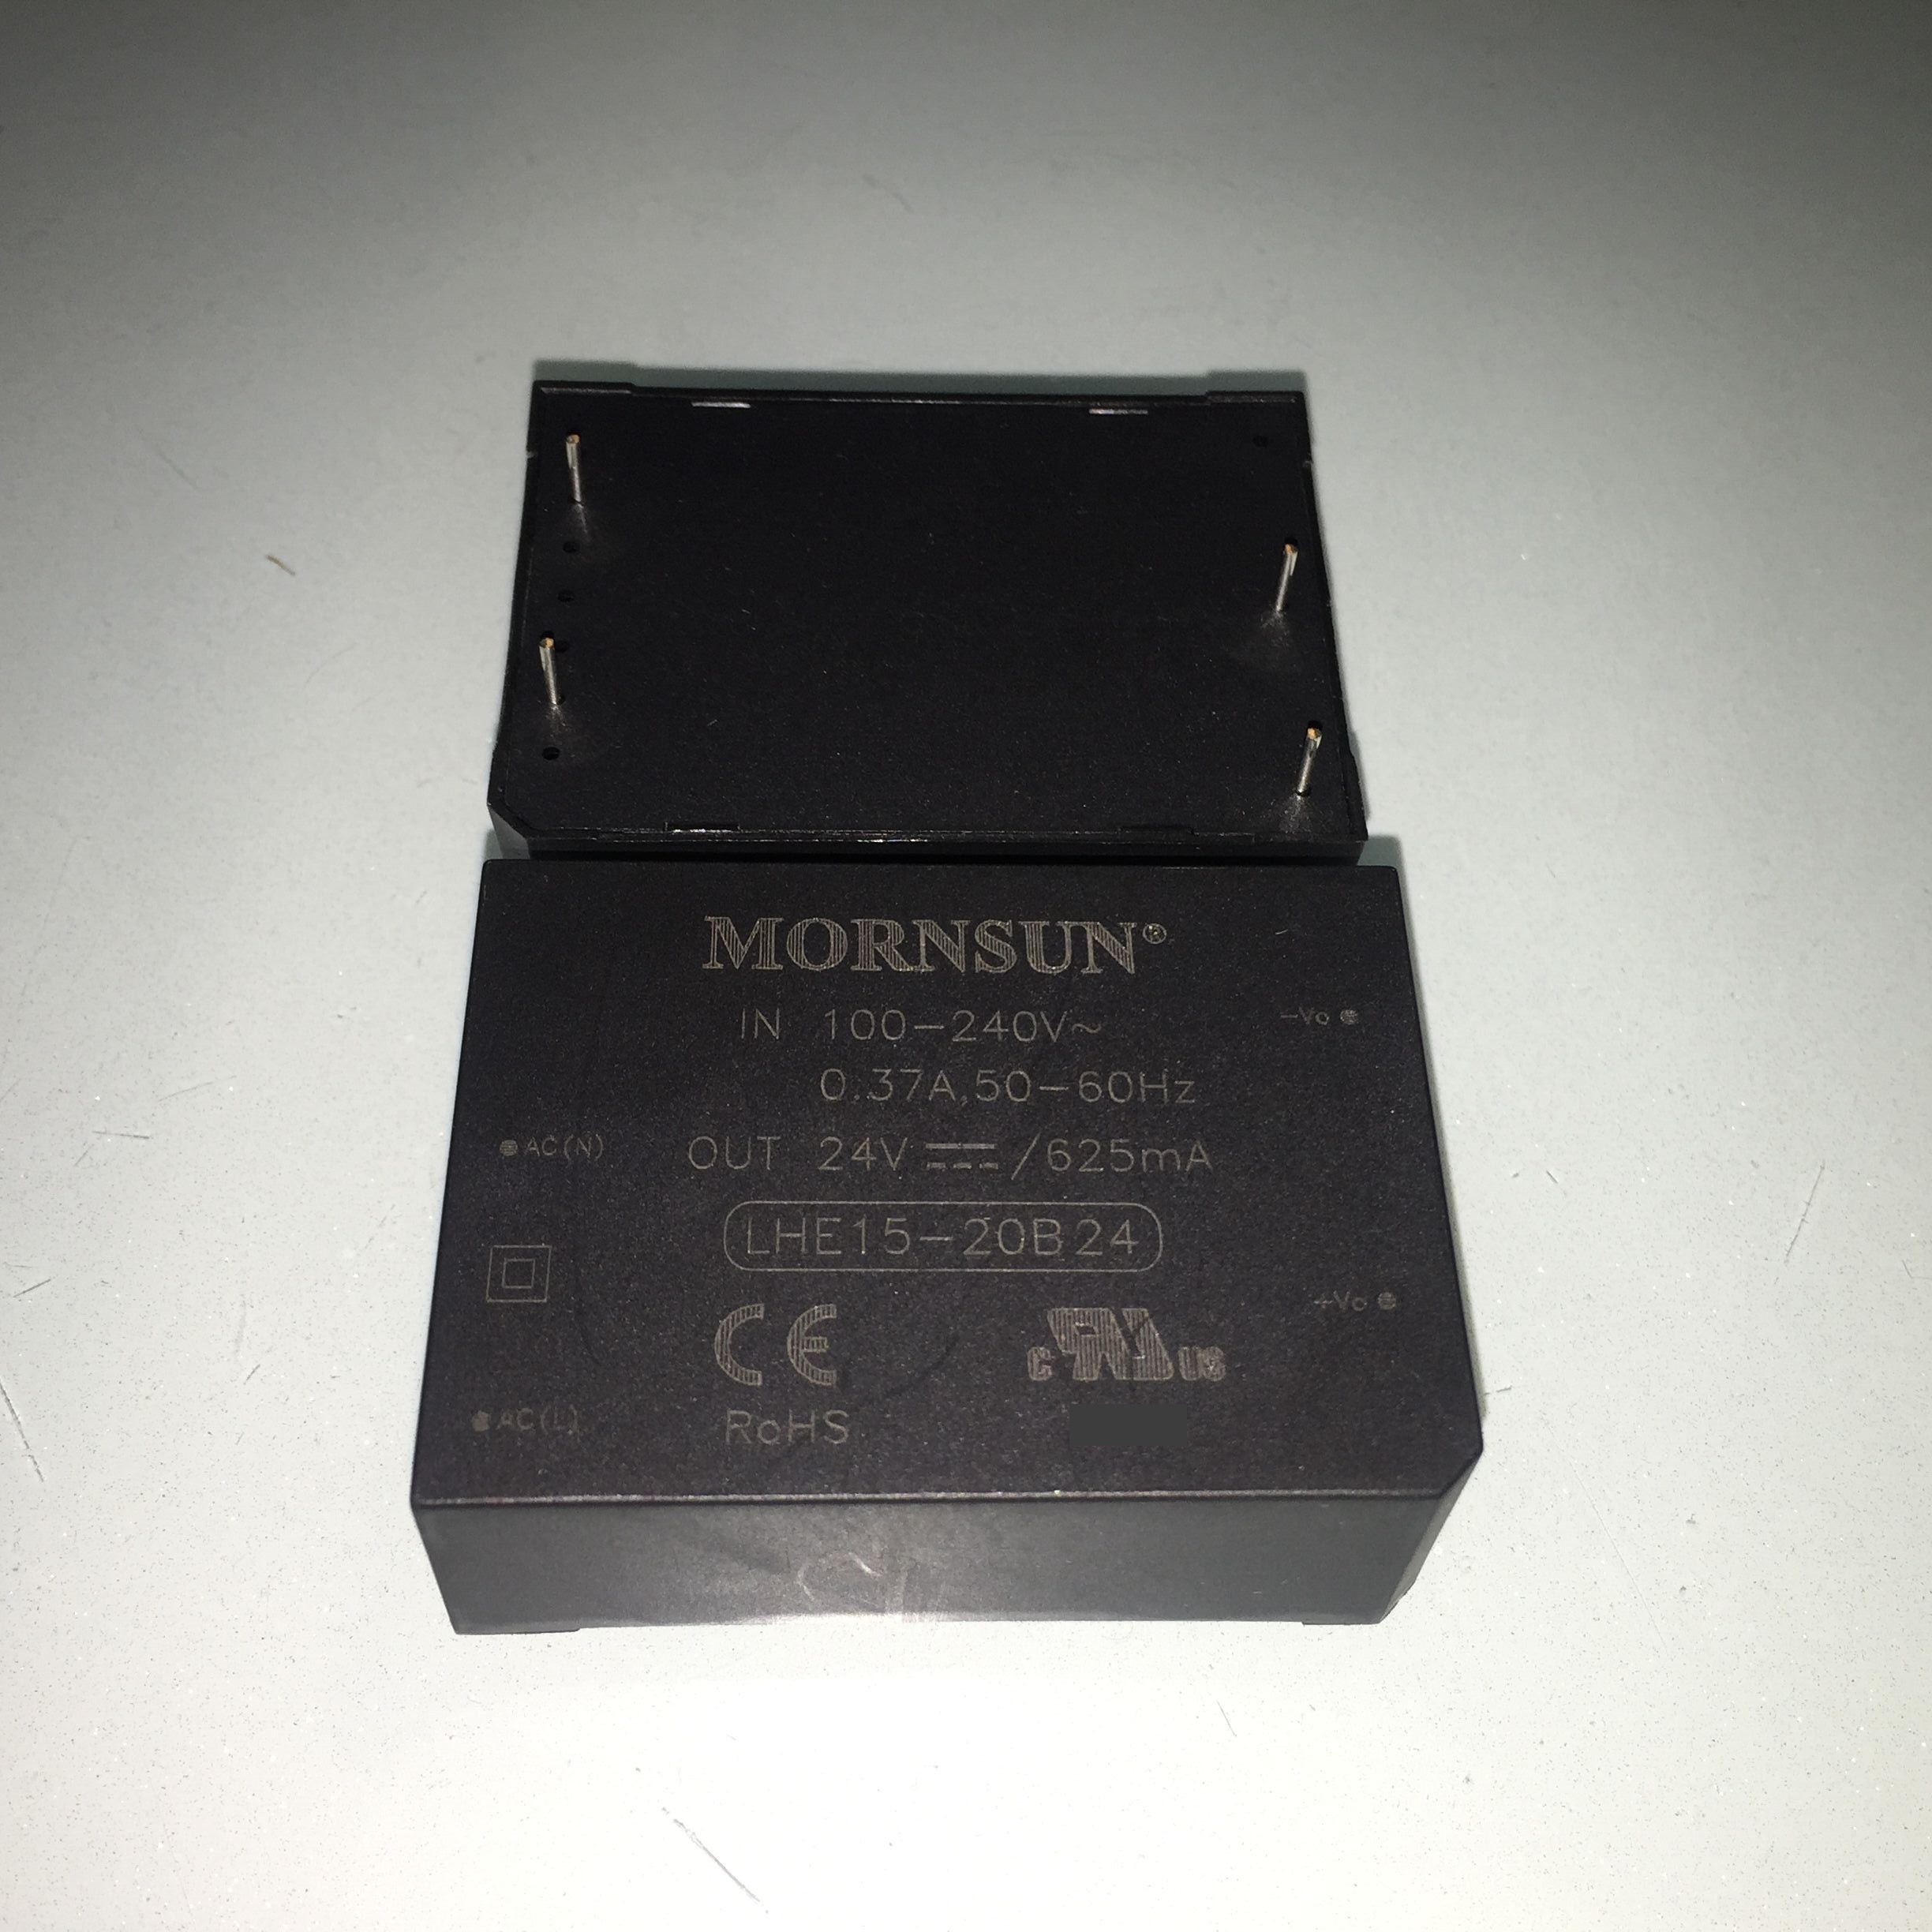 MORNSUN®
IN 100-240V~
-Vo
0.37A,50-60Hz
AC(N)
OUT 24V⎓/625mA
LHE15-20B24
+Vo
CE
c RU us
AC(L)
RoHS